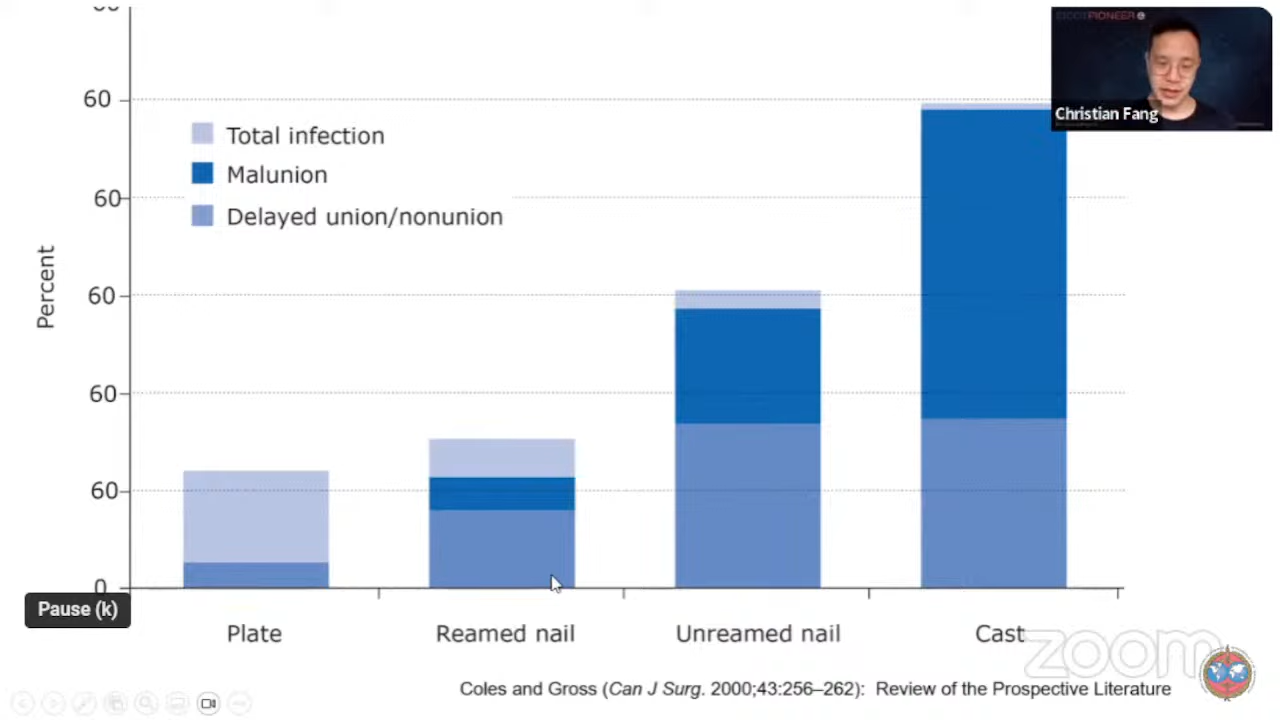 60
Total infection
Malunion
60
Delayed union/nonunion
60
60
60
0
Percent
Plate
Reamed nail
Unreamed nail
Cast
Pause (k)
Christian Fang
zoom
Coles and Gross (Can J Surg. 2000;43:256–262): Review of the Prospective Literature